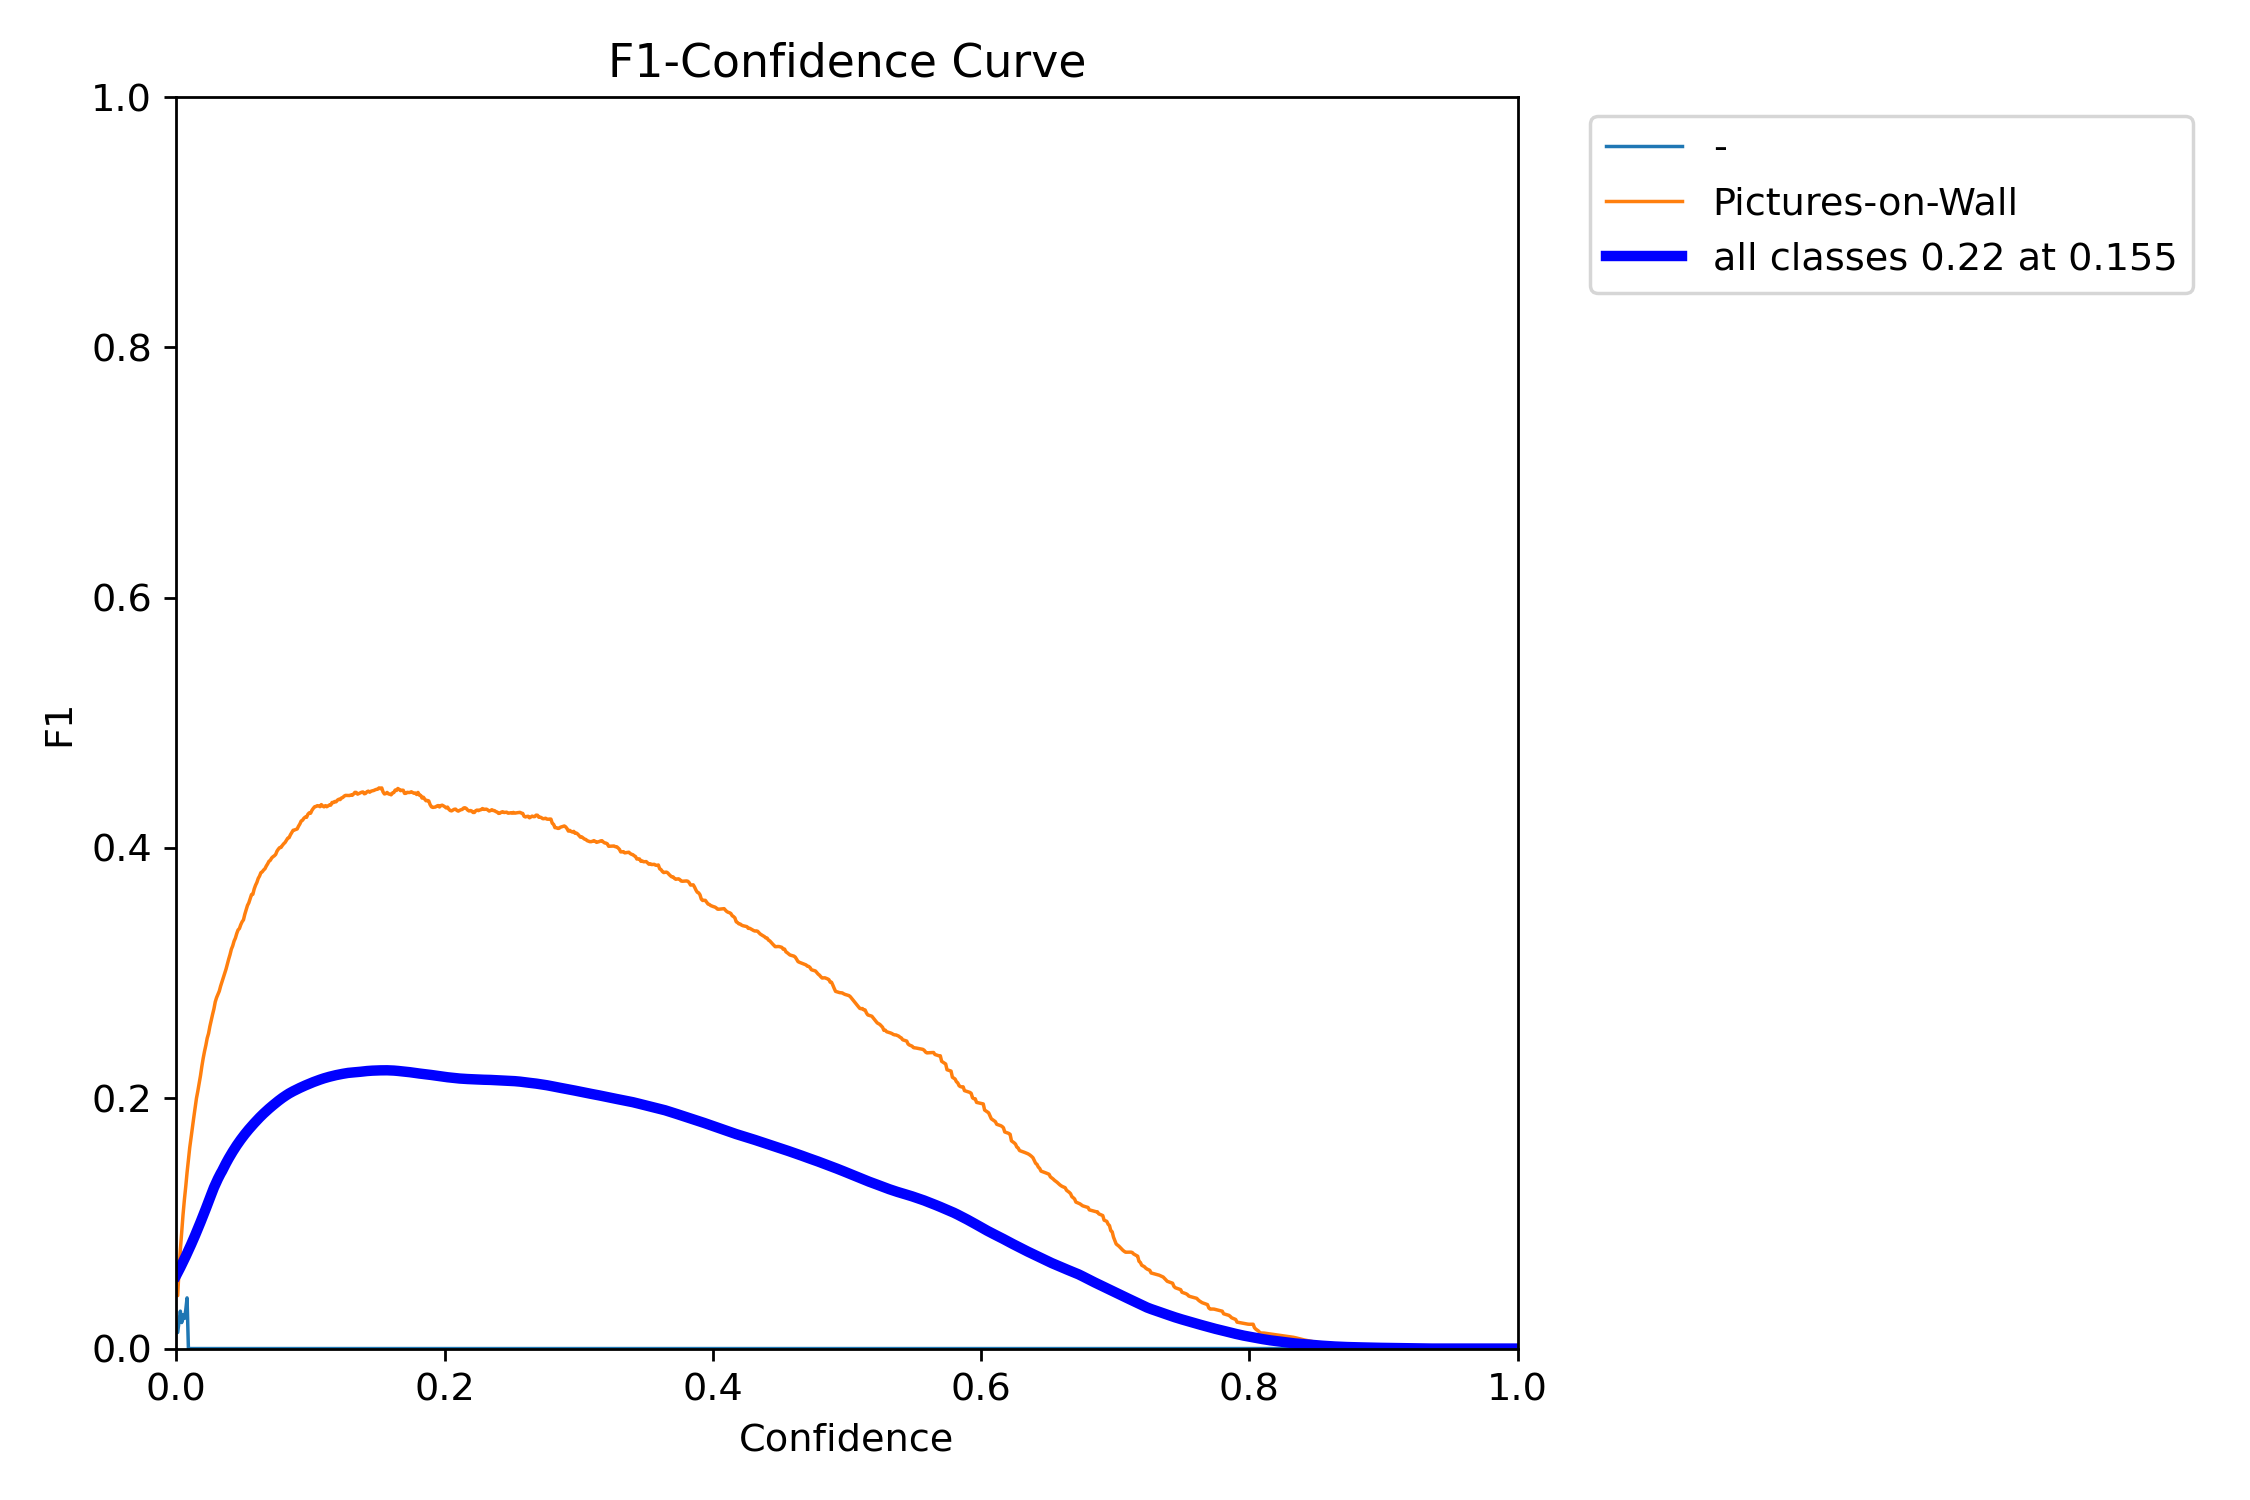 F1-Confidence Curve
1.0
0.8
0.6
0.4
0.2
0.0
F1
0.0 0.2 0.4 0.6 0.8 1.0
Confidence
-
Pictures-on-Wall
all classes 0.22 at 0.155